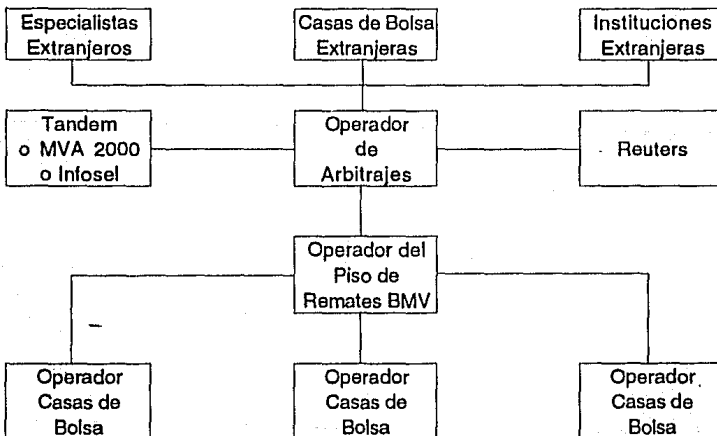 Especialistas
Extranjeros
Casas de Bolsa
Extranjeras
Instituciones
Extranjeras
Tandem
o MVA 2000
o Infosel
Operador
de
Arbitrajes
Reuters
Operador del
Piso de
Remates BMV
Operador
Casas de
Bolsa
Operador
Casas de
Bolsa
Operador
Casas de
Bolsa